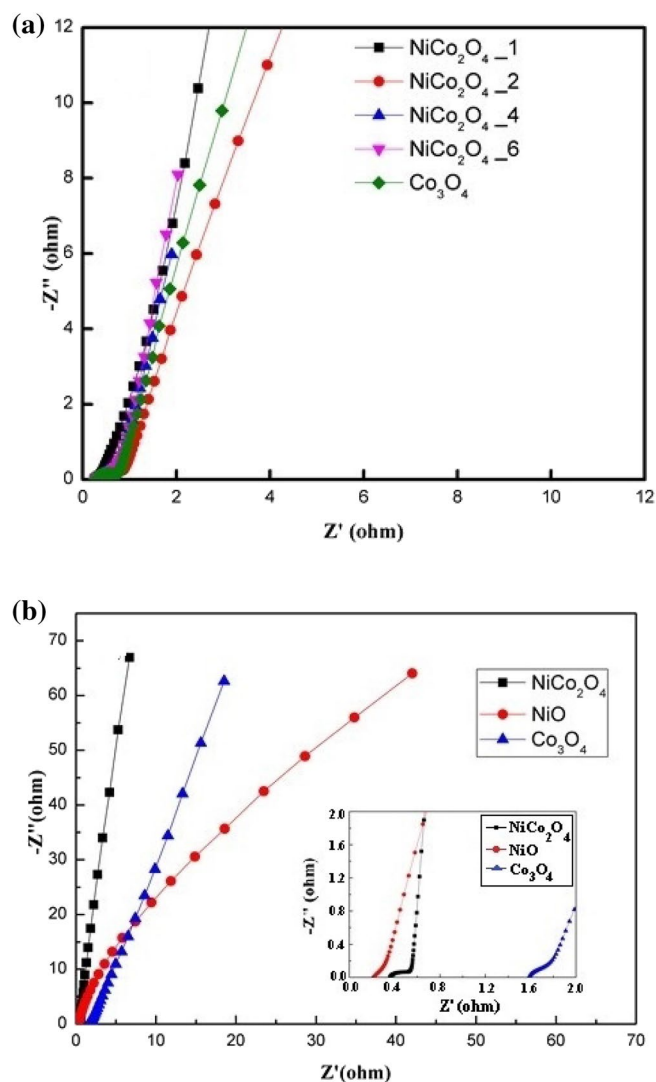 (a)
12
10
8
6
4
2
0
-Z'' (ohm)
NiCo₂O₄_1
NiCo₂O₄_2
NiCo₂O₄_4
NiCo₂O₄_6
Co₃O₄
0 2 4 6 8 10 12
Z' (ohm)
(b)
70
60
50
40
30
20
10
0
-Z''(ohm)
NiCo₂O₄
NiO
Co₃O₄
2.0
1.6
1.2
0.8
0.4
0.0
-Z'' (ohm)
NiCo₂O₄
NiO
Co₃O₄
0.0 0.4 0.8 1.2 1.6 2.0
Z' (ohm)
0 10 20 30 40 50 60 70
Z'(ohm)